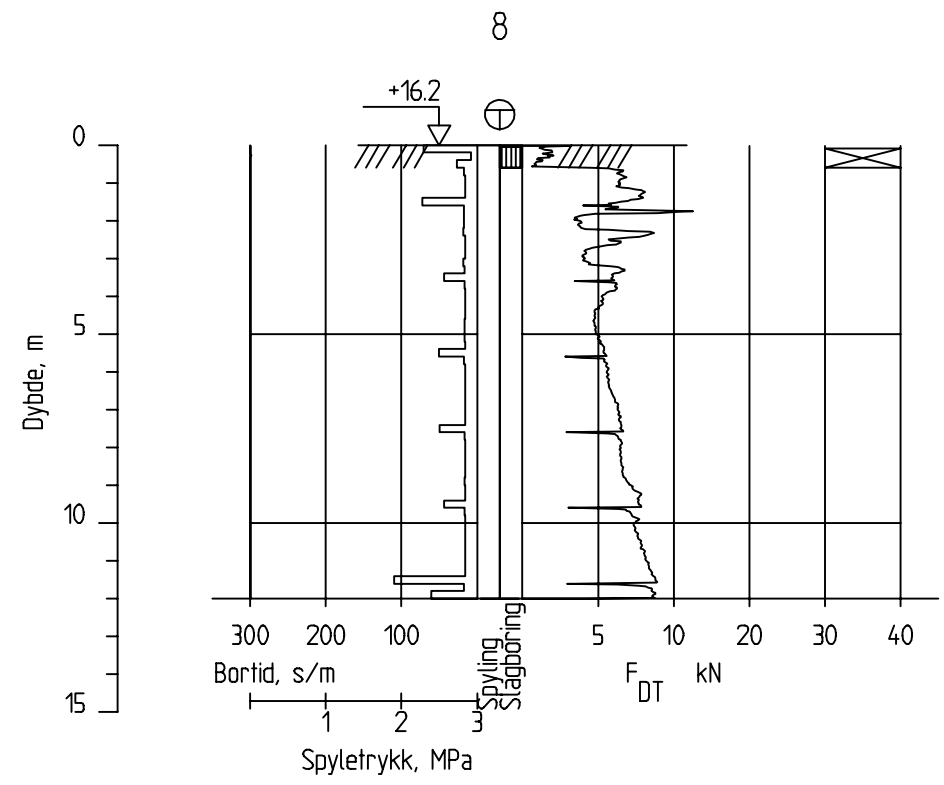 8
+16.2
0
5
10
15
Dybde, m
300 200 100
5 10 20 30 40
Bortid, s/m
Spyling
Slagboring
F DT kN
1 2 3
Spyletrykk, MPa